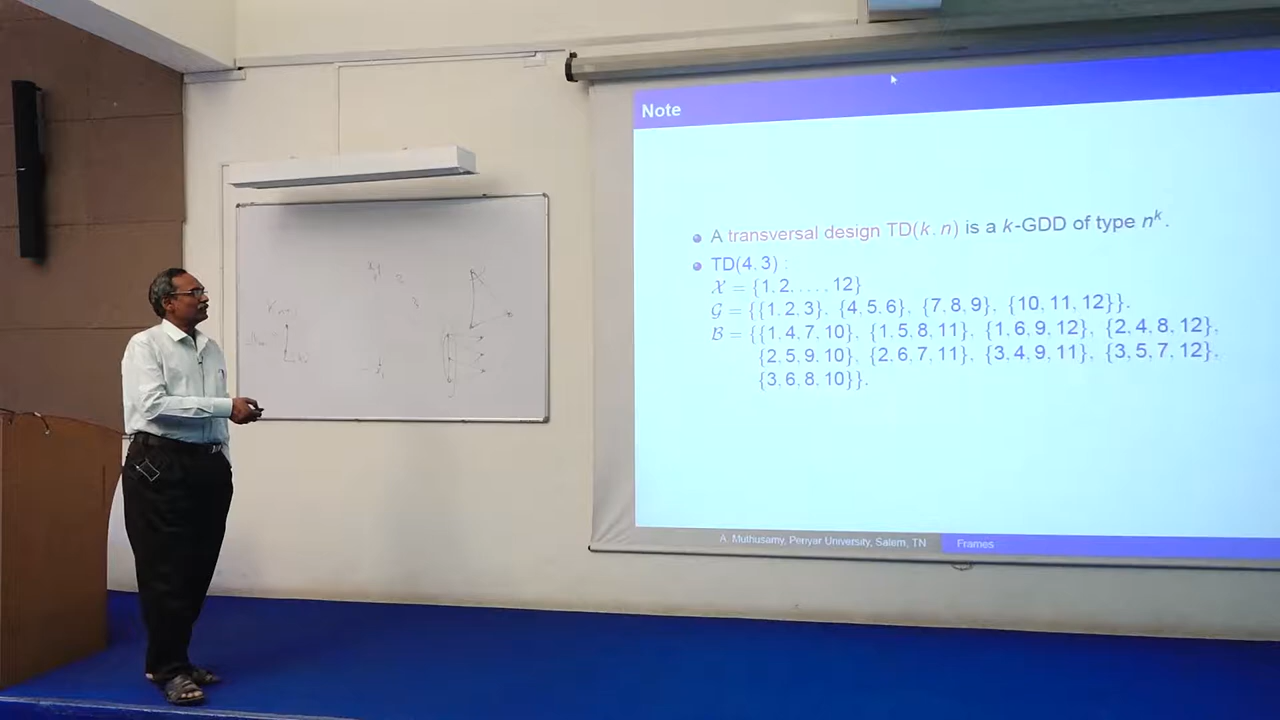 Note
A transversal design TD(k, n) is a k-GDD of type n^k.
TD(4, 3) :
𝒳 = {1, 2, . . . , 12}
𝒢 = {{1, 2, 3}, {4, 5, 6}, {7, 8, 9}, {10, 11, 12}}.
ℬ = {{1, 4, 7, 10}, {1, 5, 8, 11}, {1, 6, 9, 12}, {2, 4, 8, 12},
{2, 5, 9, 10}, {2, 6, 7, 11}, {3, 4, 9, 11}, {3, 5, 7, 12},
{3, 6, 8, 10}}.
A. Muthusamy, Periyar University, Salem, TN
Frames